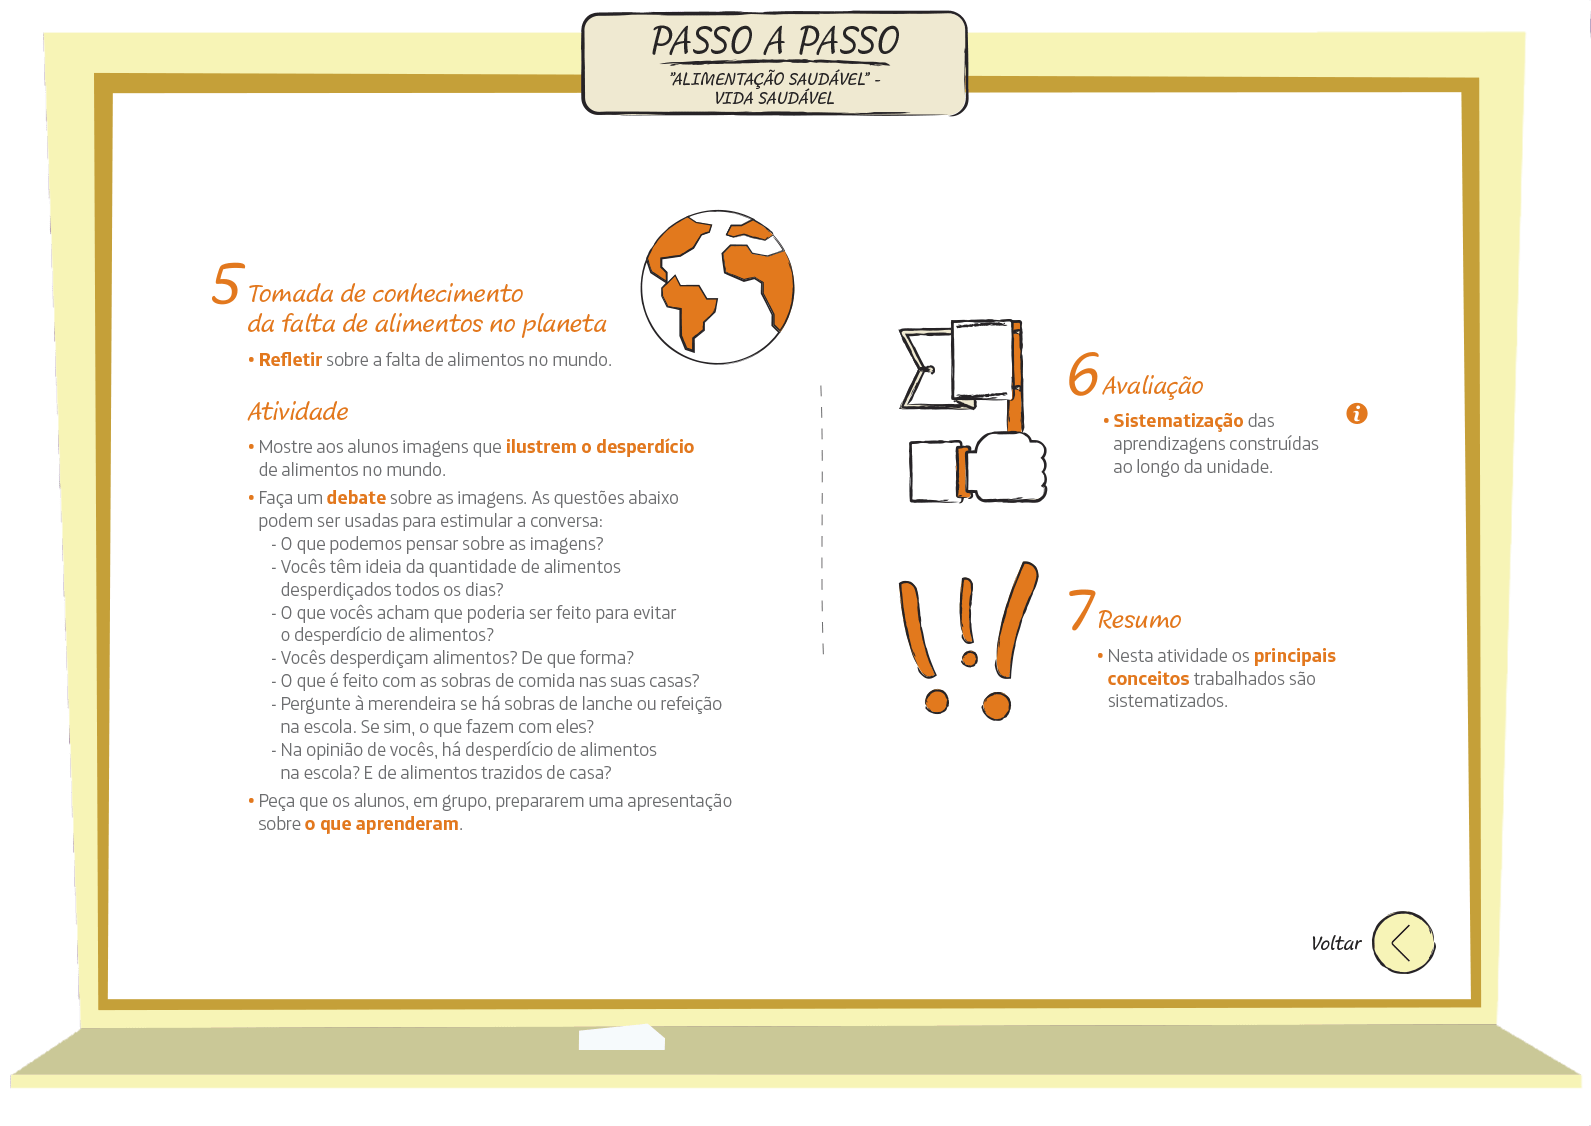 PASSO A PASSO
"ALIMENTAÇÃO SAUDÁVEL" -
VIDA SAUDÁVEL
5 Tomada de conhecimento
da falta de alimentos no planeta
• Refletir sobre a falta de alimentos no mundo.
Atividade
• Mostre aos alunos imagens que ilustrem o desperdício
de alimentos no mundo.
• Faça um debate sobre as imagens. As questões abaixo
podem ser usadas para estimular a conversa:
- O que podemos pensar sobre as imagens?
- Vocês têm ideia da quantidade de alimentos
desperdiçados todos os dias?
- O que vocês acham que poderia ser feito para evitar
o desperdício de alimentos?
- Vocês desperdiçam alimentos? De que forma?
- O que é feito com as sobras de comida nas suas casas?
- Pergunte à merendeira se há sobras de lanche ou refeição
na escola. Se sim, o que fazem com eles?
- Na opinião de vocês, há desperdício de alimentos
na escola? E de alimentos trazidos de casa?
• Peça que os alunos, em grupo, prepararem uma apresentação
sobre o que aprenderam.
6 Avaliação
• Sistematização das
aprendizagens construídas
ao longo da unidade.
i
7 Resumo
• Nesta atividade os principais
conceitos trabalhados são
sistematizados.
Voltar